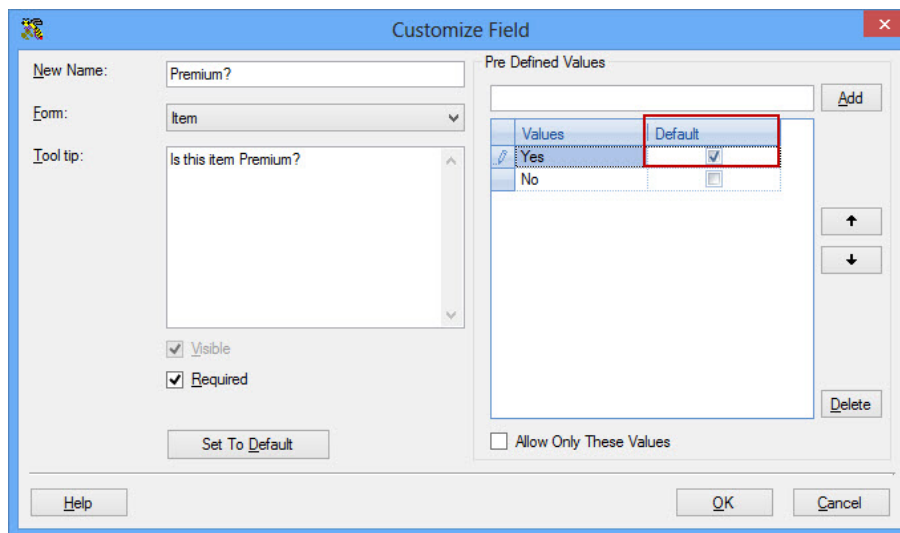 Customize Field
New Name:
Premium?
Form:
Item
Tool tip:
Is this item Premium?
Visible
Required
Set To Default
Pre Defined Values
Add
Values Default
Yes
No
Delete
Allow Only These Values
Help
OK
Cancel